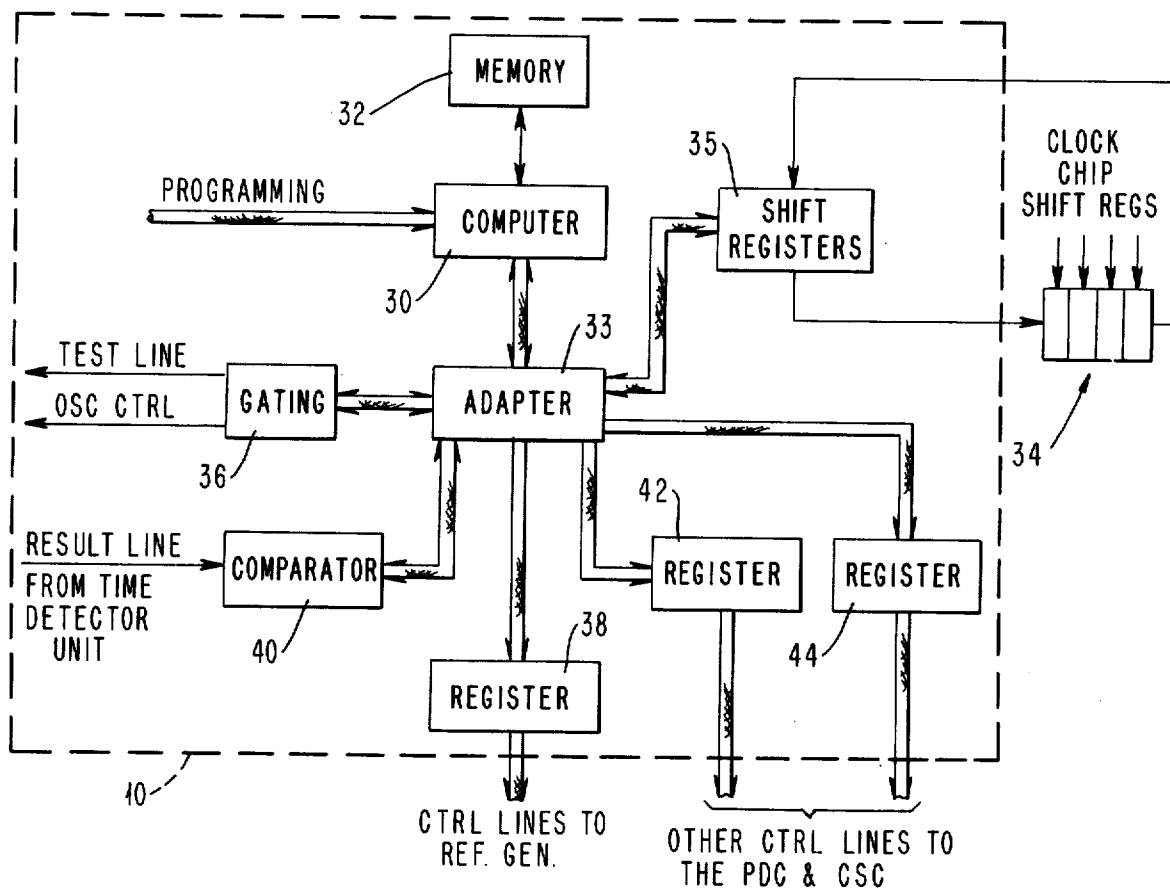 MEMORY
32
PROGRAMMING
COMPUTER
30
35
SHIFT
REGISTERS
CLOCK
CHIP
SHIFT REGS
34
33
ADAPTER
TEST LINE
OSC CTRL
GATING
36
RESULT LINE
FROM TIME
DETECTOR
UNIT
COMPARATOR
40
42
REGISTER
REGISTER
44
38
REGISTER
10
CTRL LINES TO
REF. GEN.
OTHER CTRL LINES TO
THE PDC & CSC